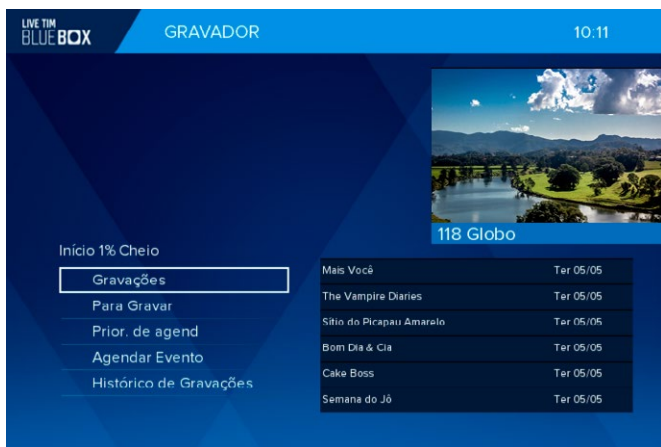 LIVE TIM
BLUE BOX
GRAVADOR
10:11
118 Globo
Início 1% Cheio
Gravações
Para Gravar
Prior. de agend
Agendar Evento
Histórico de Gravações
Mais Você Ter 05/05
The Vampire Diaries Ter 05/05
Sítio do Picapau Amarelo Ter 05/05
Bom Dia & Cia Ter 05/05
Cake Boss Ter 05/05
Semana do Jô Ter 05/05